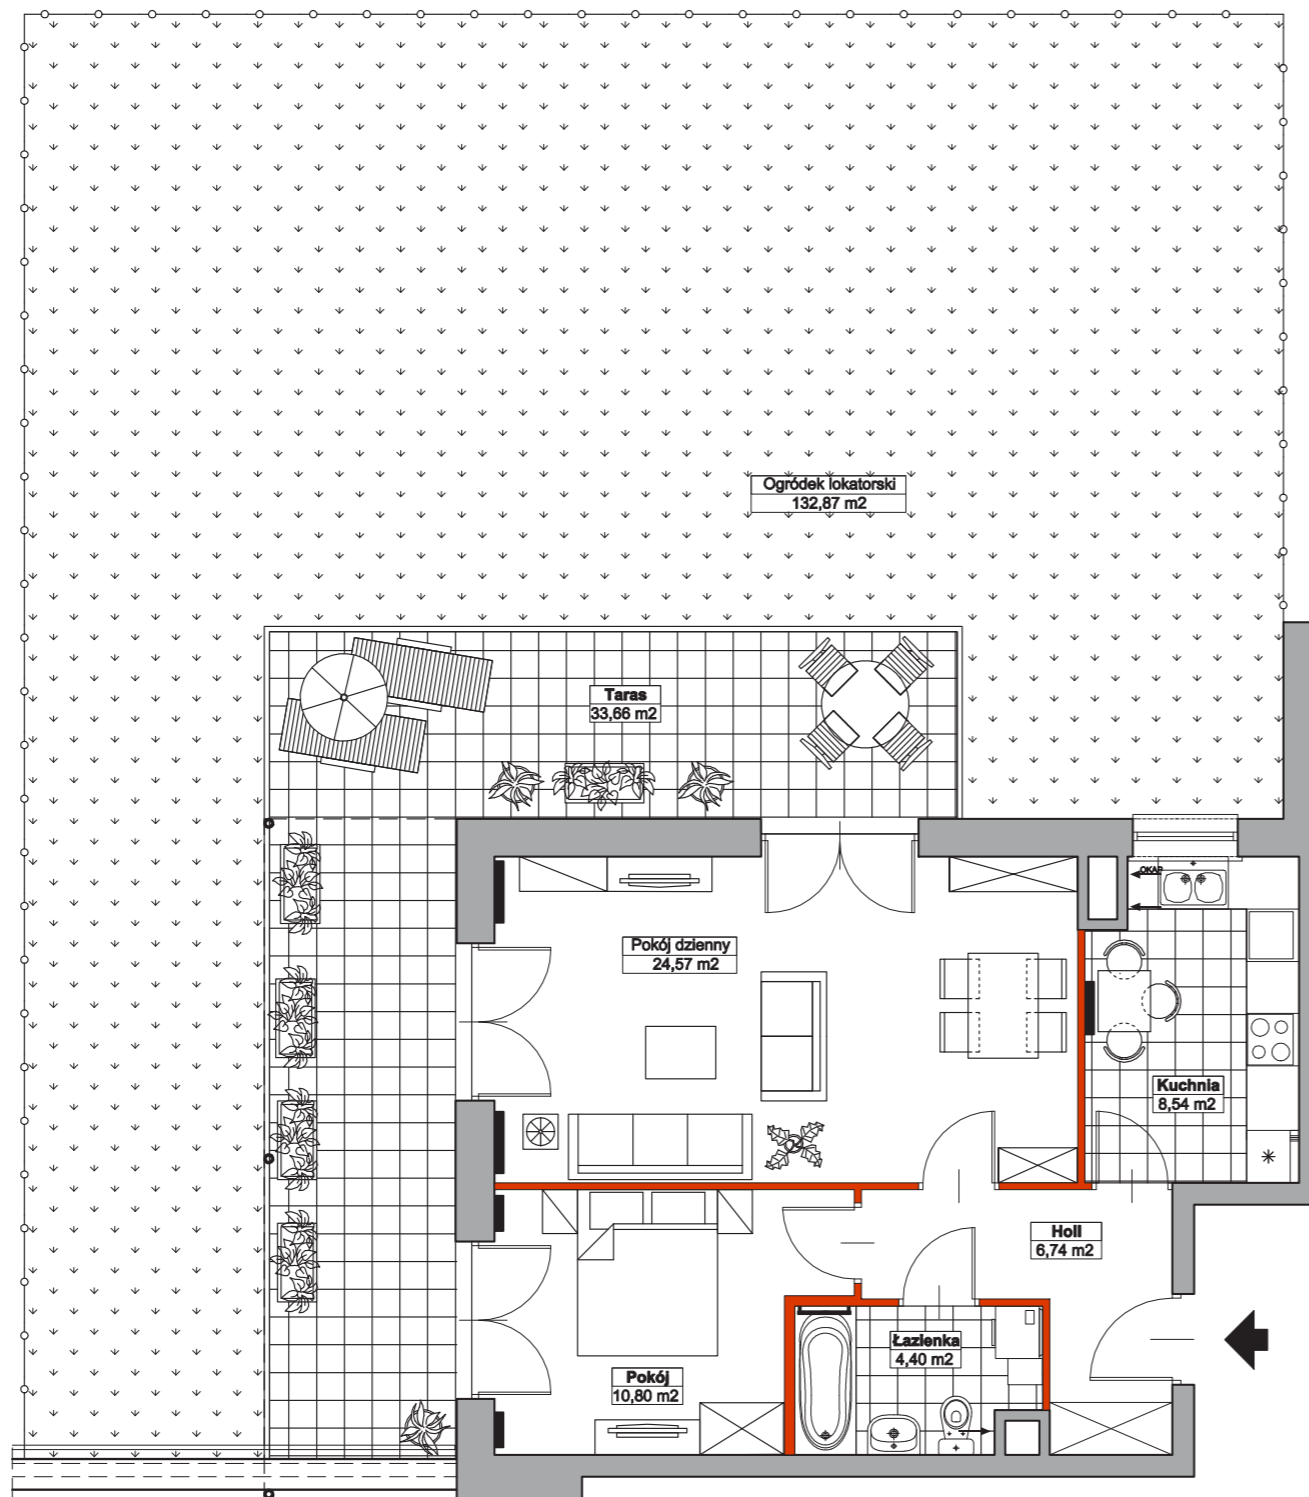 Ogródek lokatorski
132,87 m2
Taras
33,66 m2
OKAP
Pokój dzienny
24,57 m2
Kuchnia
8,54 m2
Holl
6,74 m2
Łazienka
4,40 m2
Pokój
10,80 m2